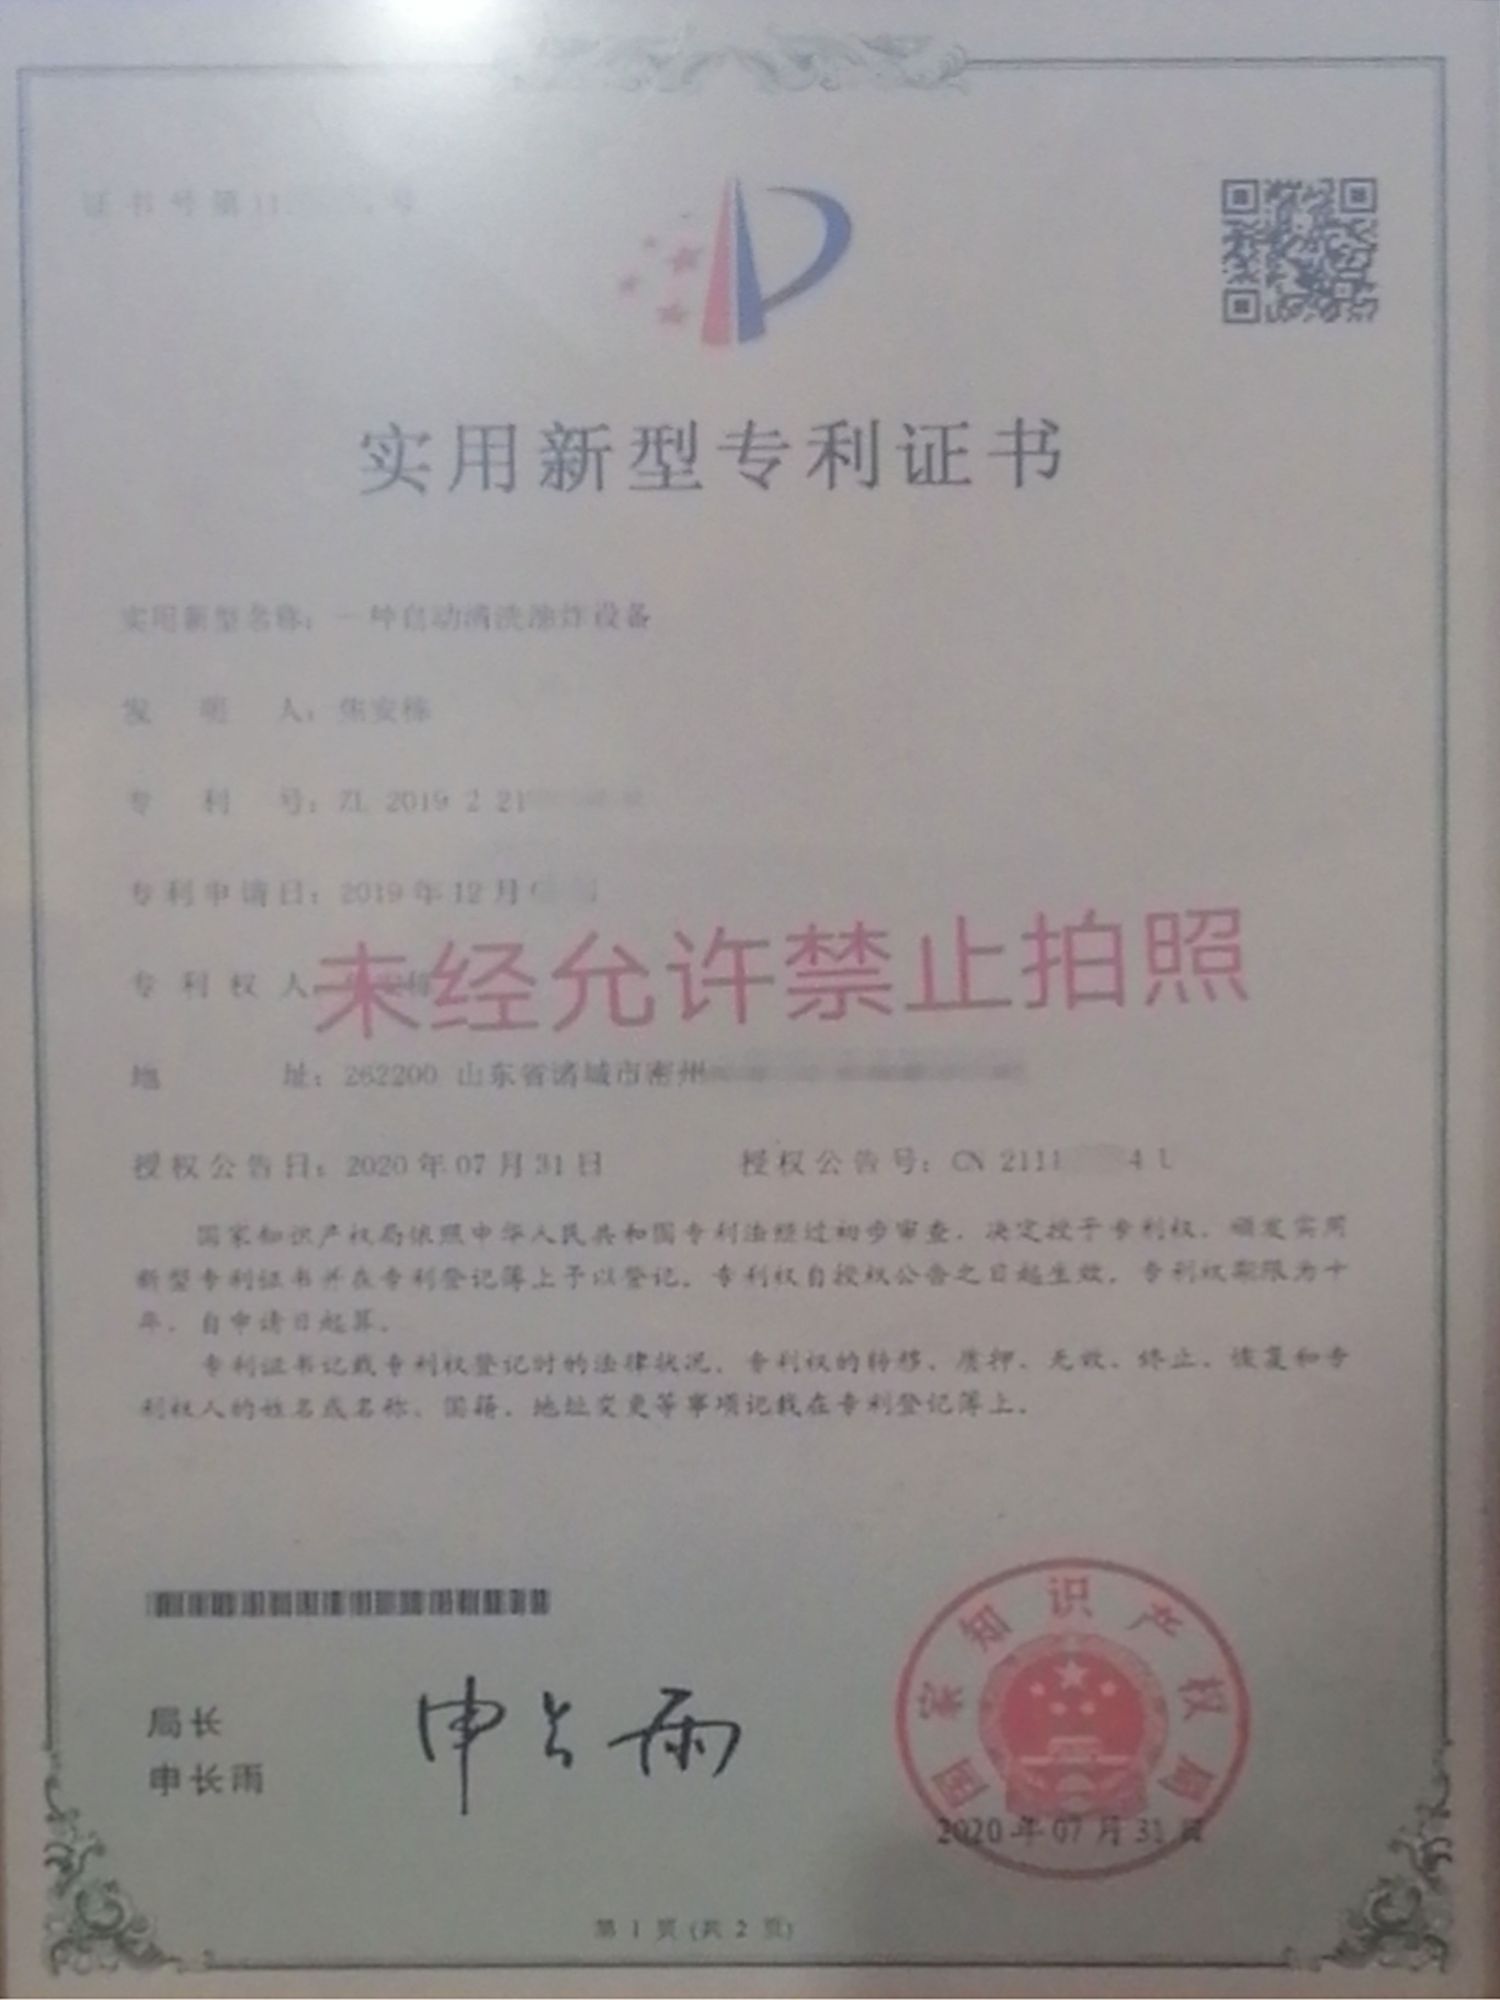 证书号第11 号
实用新型专利证书
实用新型名称：一种自动清洗油炸设备
发明人：焦安栋
专利号：ZL 2019 2 21
专利申请日：2019年12月
专利权人
未经允许禁止拍照
地址：262200 山东省诸城市密州
授权公告日：2020年07月31日 授权公告号：CN 2111 4 U
国家知识产权局依照中华人民共和国专利法经过初步审查，决定授予专利权，颁发实用
新型专利证书并在专利登记簿上予以登记。专利权自授权公告之日起生效。专利权期限为十
年，自申请日起算。
专利证书记载专利权登记时的法律状况。专利权的转移、质押、无效、终止、恢复和专
利权人的姓名或名称、国籍、地址变更等事项记载在专利登记簿上。
局长
申长雨
申长雨
国家知识产权局
2020年07月31日
第 1 页 (共 2 页)